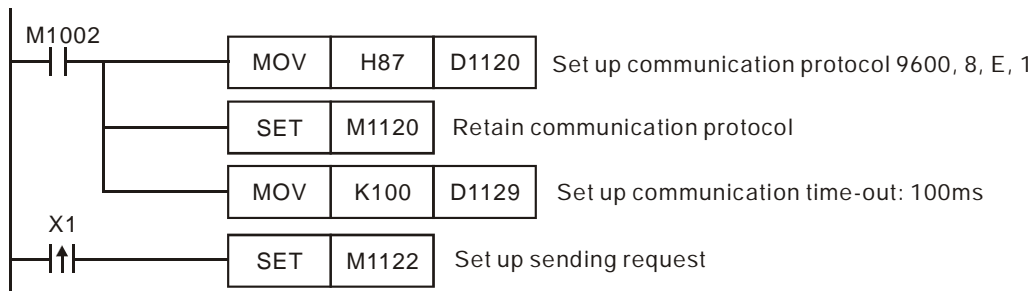 M1002
MOV H87 D1120 Set up communication protocol 9600, 8, E, 1
SET M1120 Retain communication protocol
MOV K100 D1129 Set up communication time-out: 100ms
X1
SET M1122 Set up sending request